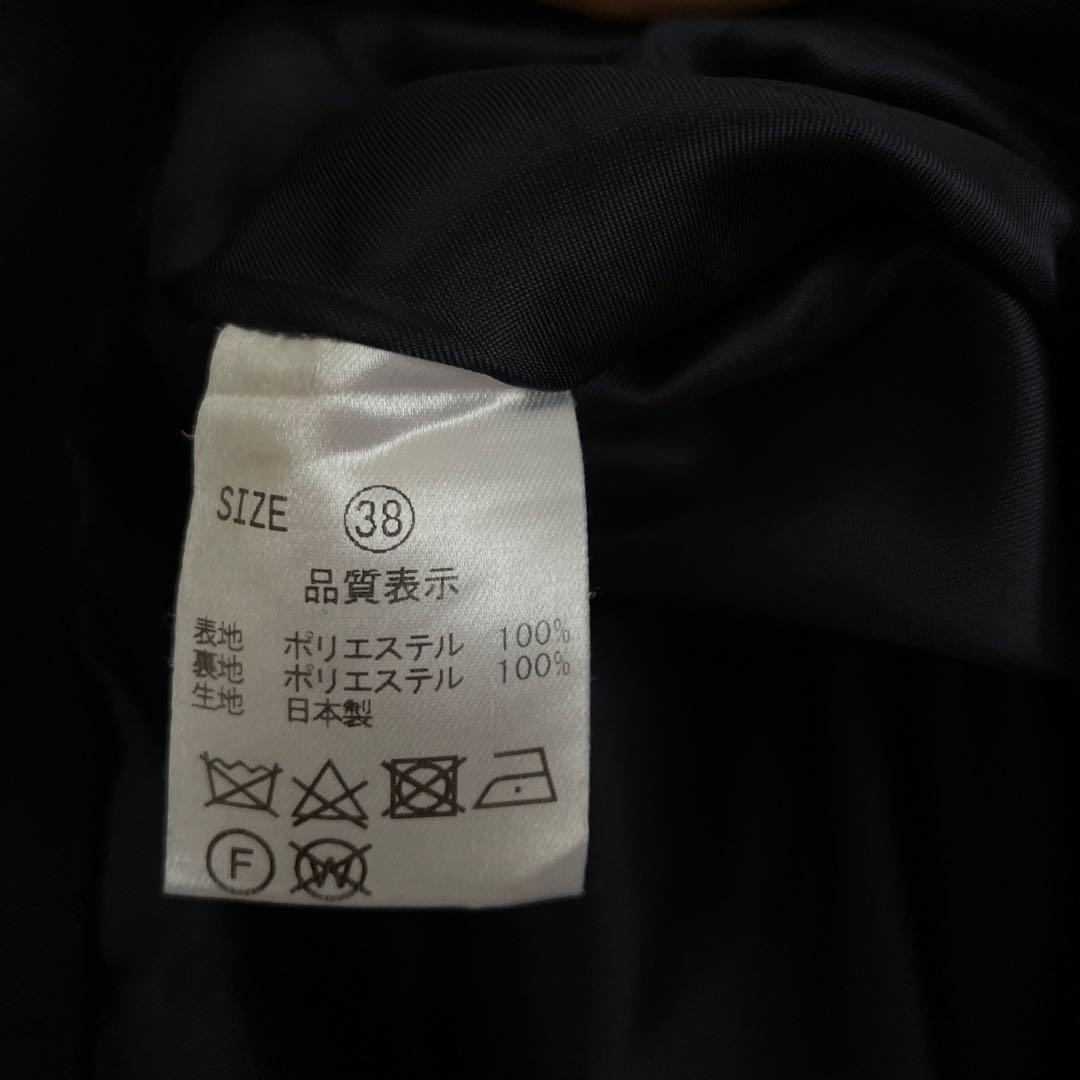 SIZE 38
品質表示
表地 ポリエステル 100%
裏地 ポリエステル 100%
生地 日本製
F W